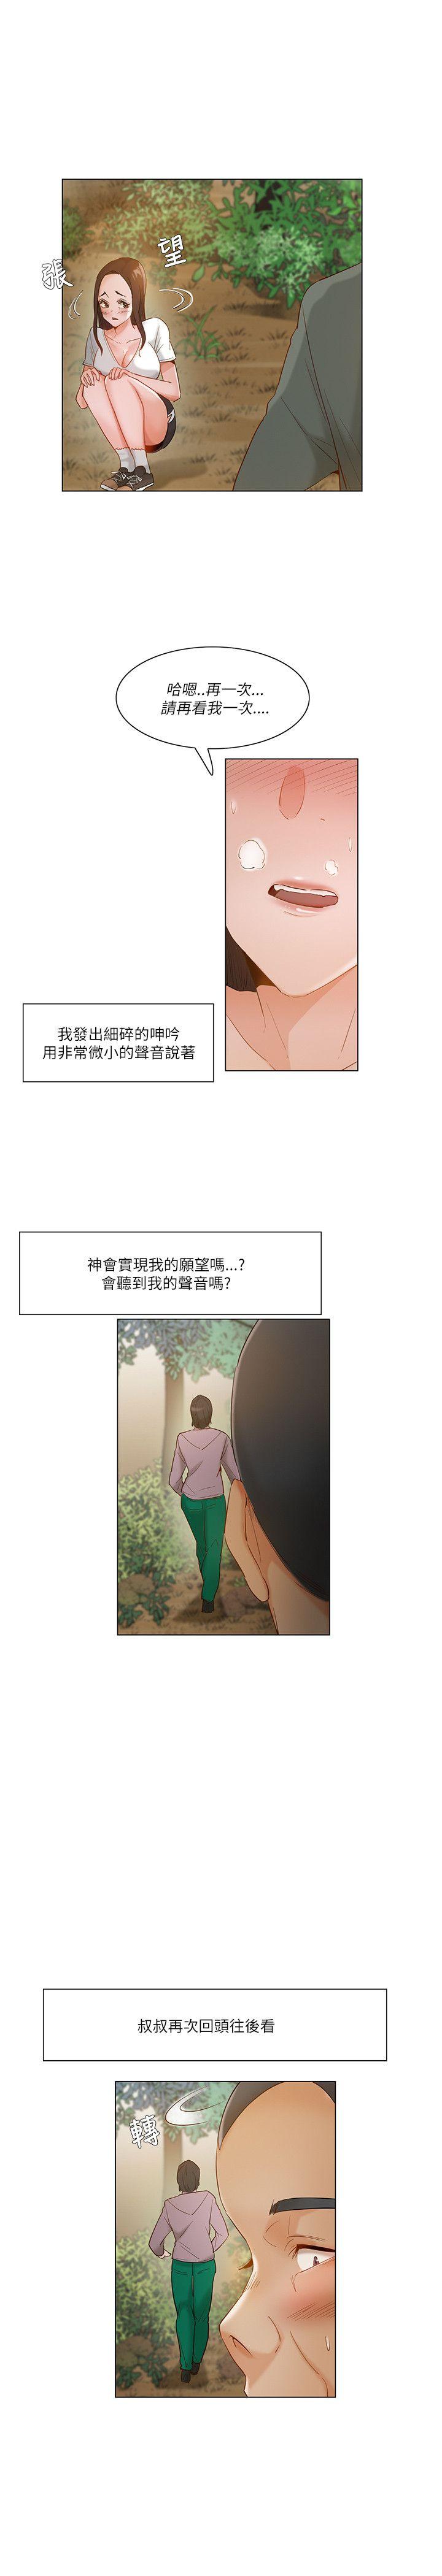 張望
哈嗯..再一次...
請再看我一次....
我發出細碎的呻吟
用非常微小的聲音說著
神會實現我的願望嗎...?
會聽到我的聲音嗎?
叔叔再次回頭往後看
轉